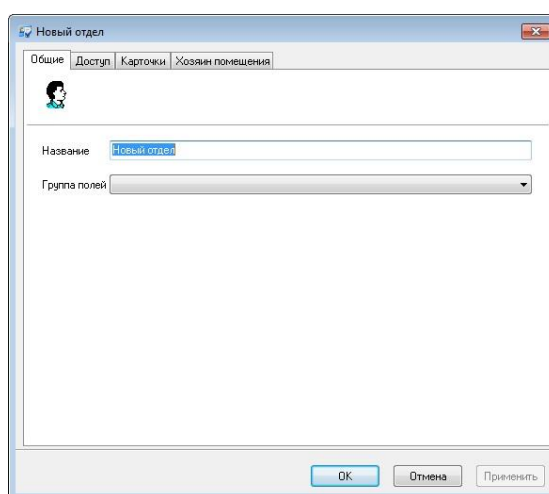 Новый отдел
Общие Доступ Карточки Хозяин помещения
Название Новый отдел
Группа полей
OK Отмена Применить